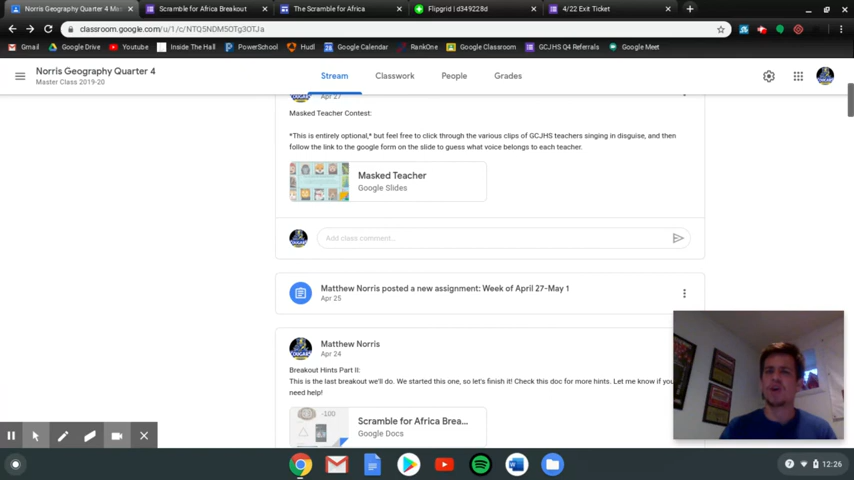 Norris Geography Quarter 4 Ma
Scramble for Africa Breakout
The Scramble for Africa
Flipgrid | d349228d
4/22 Exit Ticket
classroom.google.com/u/1/c/NTQ5NDM5OTg3OTJa
Gmail
Google Drive
Youtube
Inside The Hall
PowerSchool
Hudl
Google Calendar
RankOne
Google Classroom
GCJHS Q4 Referrals
Google Meet
Norris Geography Quarter 4
Master Class 2019-20
Stream
Classwork
People
Grades
Apr 27
Masked Teacher Contest:
*This is entirely optional,* but feel free to click through the various clips of GCJHS teachers singing in disguise, and then
follow the link to the google form on the slide to guess what voice belongs to each teacher.
Masked Teacher
Google Slides
Add class comment...
Matthew Norris posted a new assignment: Week of April 27-May 1
Apr 25
Matthew Norris
Apr 24
Breakout Hints Part II:
This is the last breakout we'll do. We started this one, so let's finish it! Check this doc for more hints. Let me know if you
need help!
-100
Scramble for Africa Brea...
Google Docs
12:26